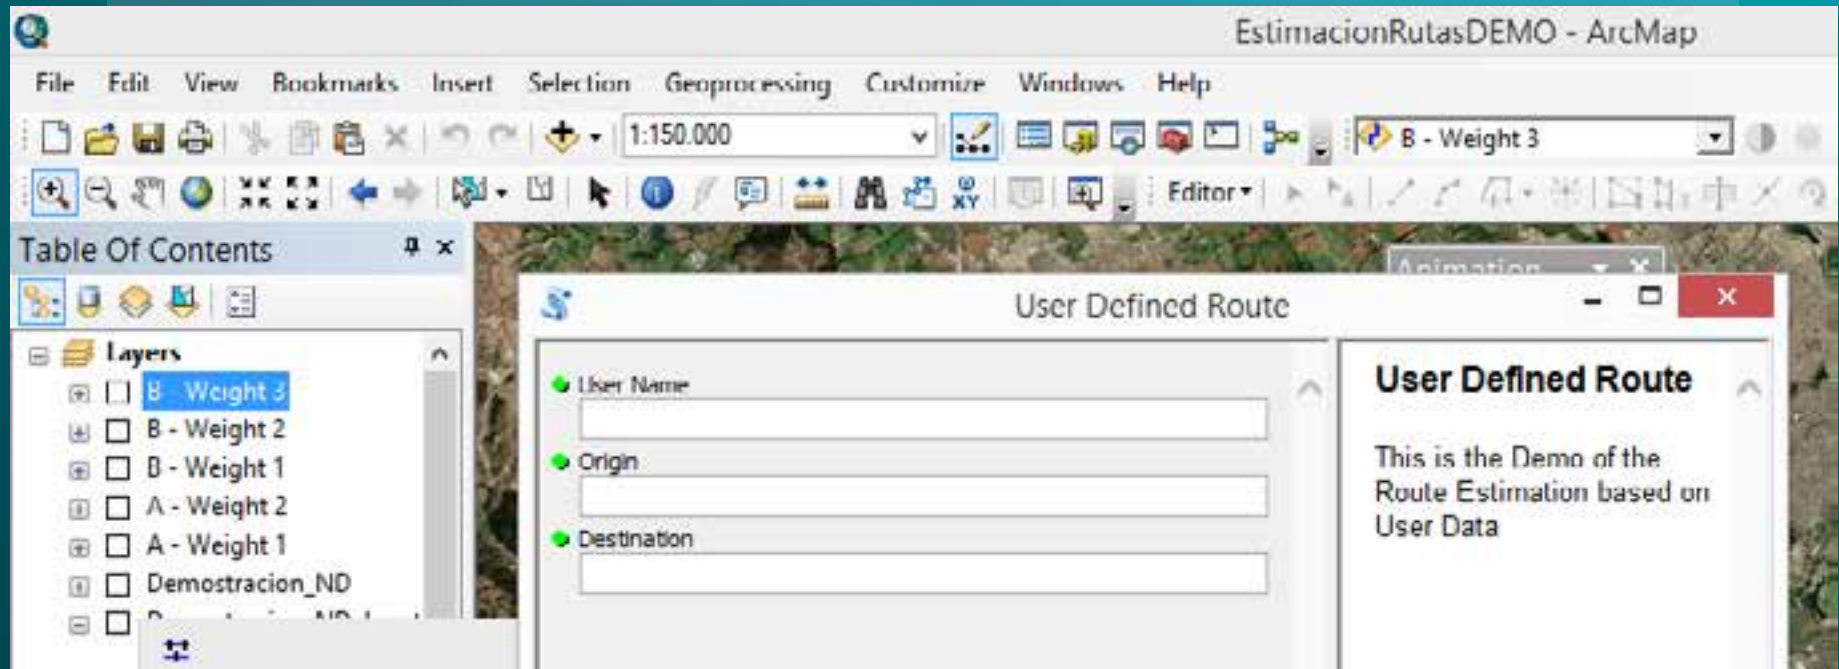 EstimacionRutasDEMO - ArcMap
File Edit View Bookmarks Insert Selection Geoprocessing Customize Windows Help
1:150.000
B - Weight 3
XY
Editor
Table Of Contents
Animation
User Defined Route
Layers
B - Weight 3
B - Weight 2
B - Weight 1
A - Weight 2
A - Weight 1
Demostracion_ND
User Name
Origin
Destination
User Defined Route
This is the Demo of the
Route Estimation based on
User Data